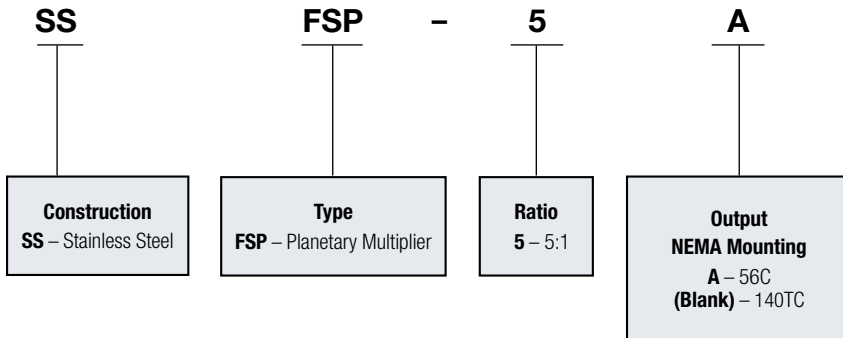 SS FSP – 5 A
Construction
SS – Stainless Steel
Type
FSP – Planetary Multiplier
Ratio
5 – 5:1
Output
NEMA Mounting
A – 56C
(Blank) – 140TC